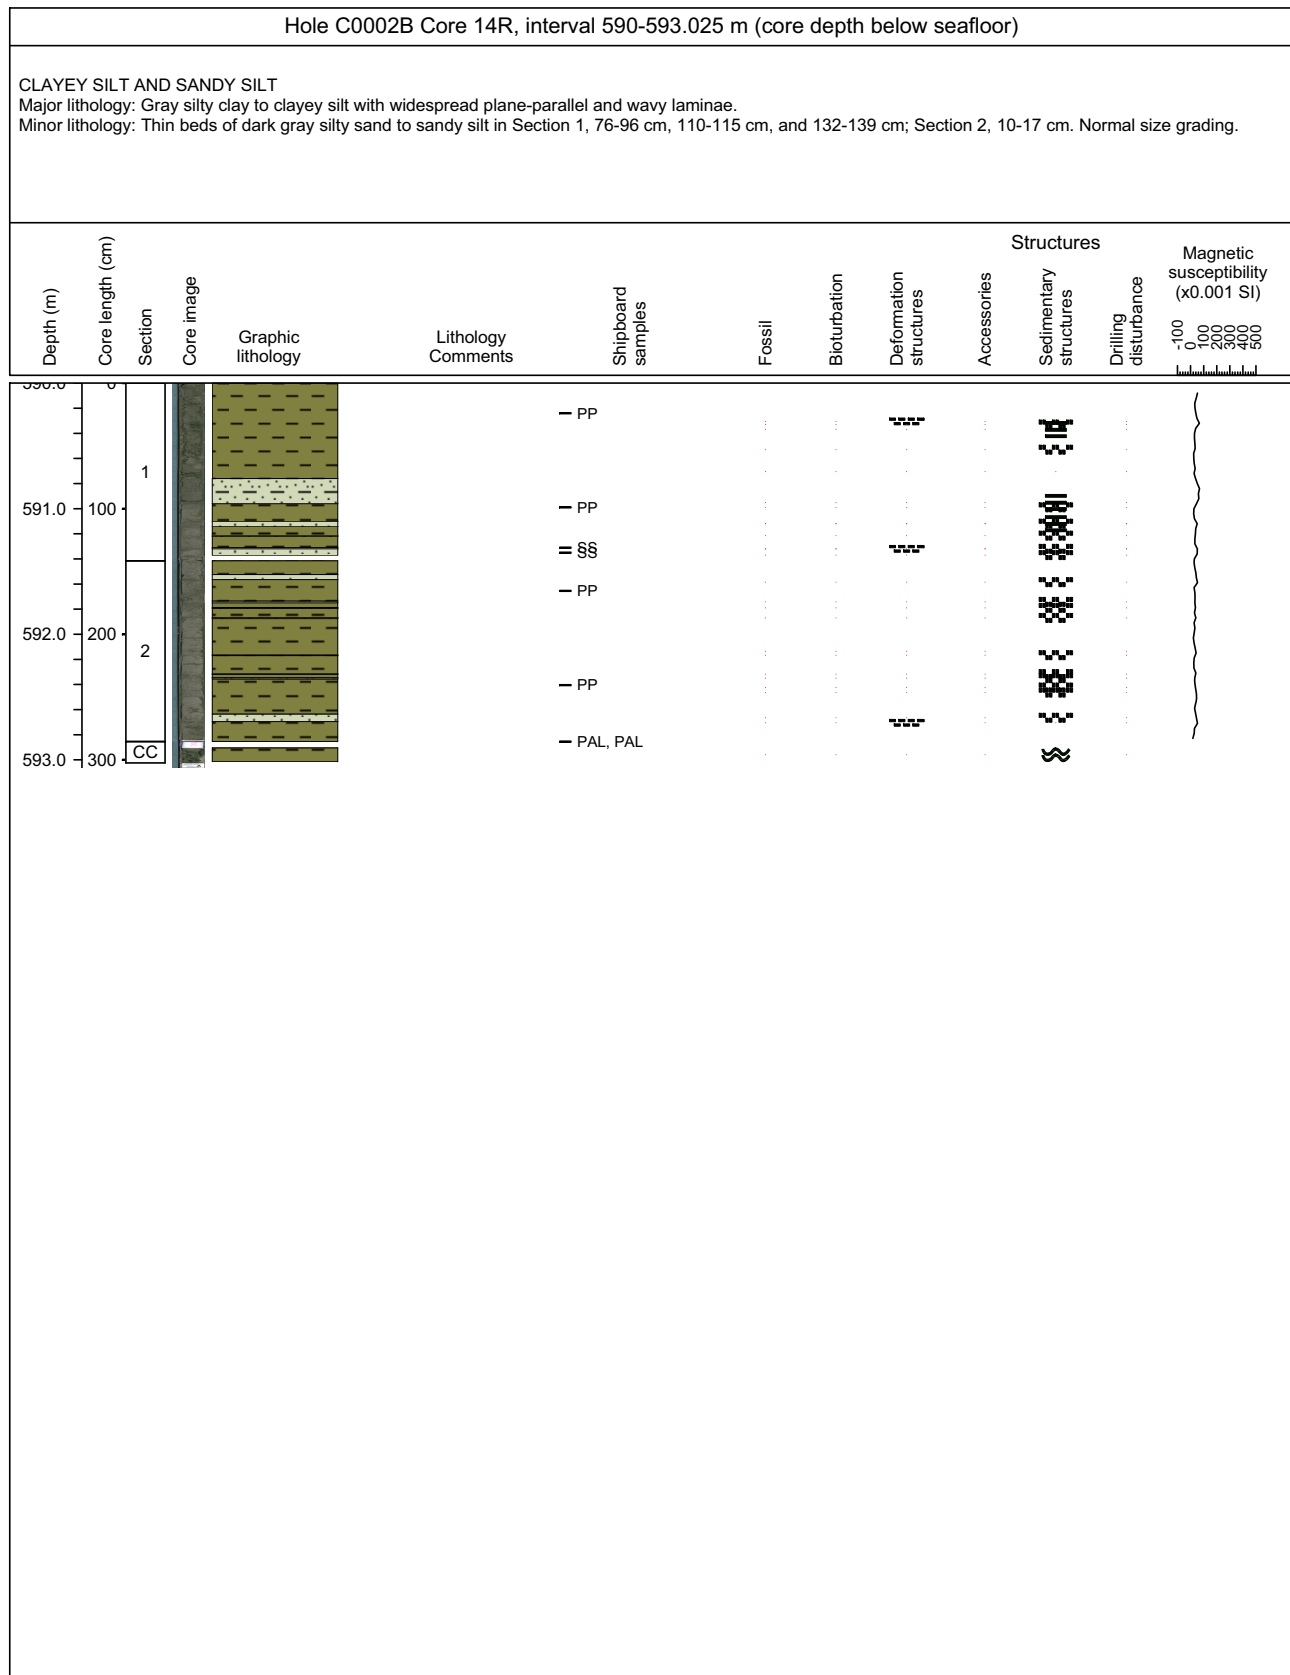 Hole C0002B Core 14R, interval 590-593.025 m (core depth below seafloor)
CLAYEY SILT AND SANDY SILT
Major lithology: Gray silty clay to clayey silt with widespread plane-parallel and wavy laminae.
Minor lithology: Thin beds of dark gray silty sand to sandy silt in Section 1, 76-96 cm, 110-115 cm, and 132-139 cm; Section 2, 10-17 cm. Normal size grading.
Structures
Depth (m)
Core length (cm)
Section
Core image
Graphic
lithology
Lithology
Comments
Shipboard
samples
Fossil
Bioturbation
Deformation
structures
Accessories
Sedimentary
structures
Drilling
disturbance
Magnetic
susceptibility
(x0.001 SI)
-100
0
100
200
300
400
500
590.0
0
PP
1
591.0
100
PP
SS
SS
PP
592.0
200
2
PP
PAL, PAL
CC
593.0
300